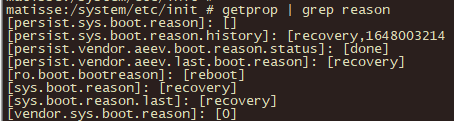 matisse:/system/etc/init # getprop | grep reason
[persist.sys.boot.reason]: []
[persist.sys.boot.reason.history]: [recovery,1648003214
[persist.vendor.aeev.boot.reason.status]: [done]
[persist.vendor.aeev.last.boot.reason]: [recovery]
[ro.boot.bootreason]: [reboot]
[sys.boot.reason]: [recovery]
[sys.boot.reason.last]: [recovery]
[vendor.sys.boot.reason]: [0]